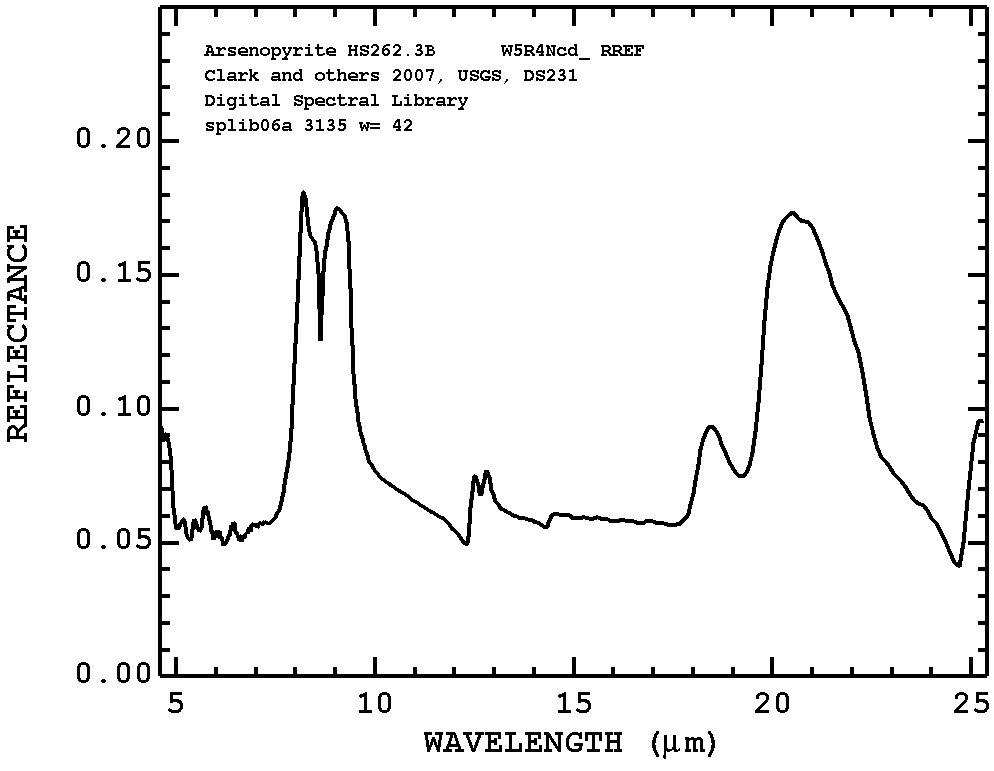 Arsenopyrite HS262.3B W5R4Ncd_ RREF
Clark and others 2007, USGS, DS231
Digital Spectral Library
splib06a 3135 w= 42
0.20
0.15
0.10
0.05
0.00
REFLECTANCE
5 10 15 20 25
WAVELENGTH (μm)